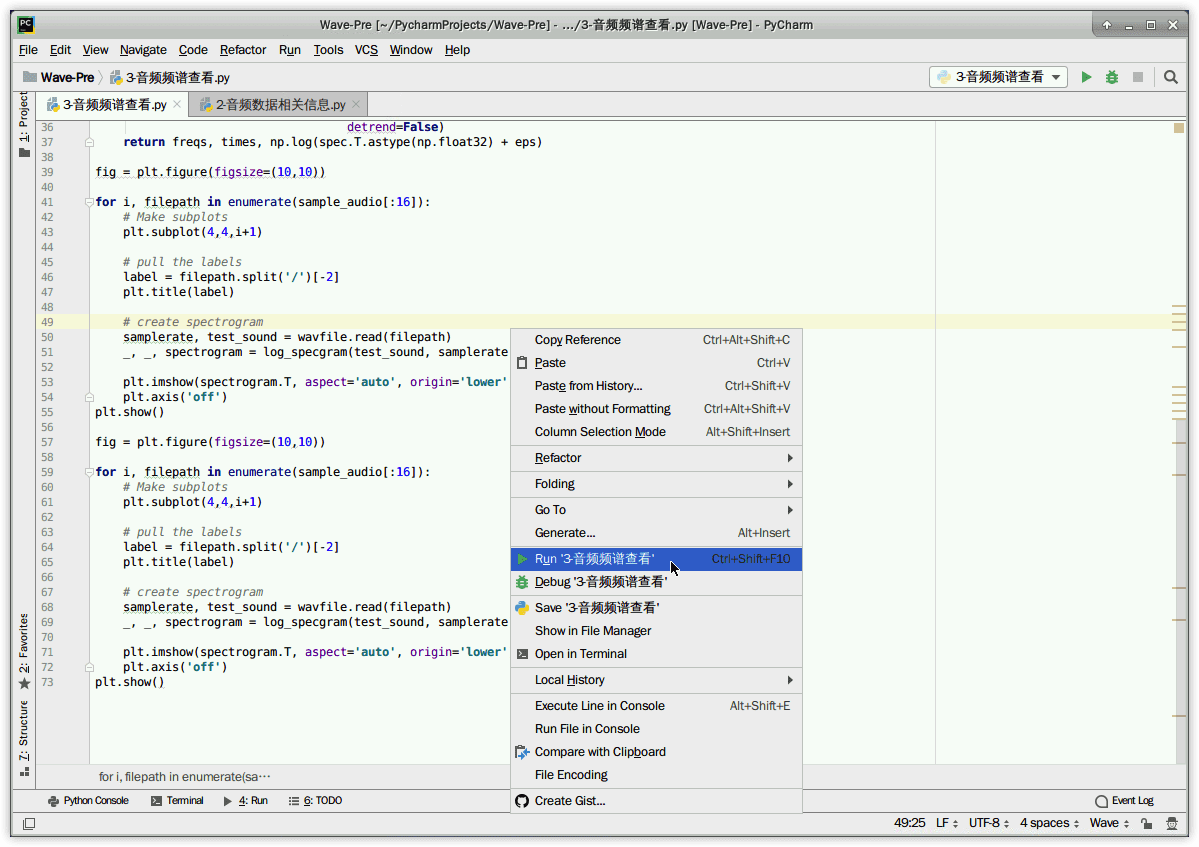 PC
Wave-Pre [~/PycharmProjects/Wave-Pre] - .../3-音频频谱查看.py [Wave-Pre] - PyCharm
File Edit View Navigate Code Refactor Run Tools VCS Window Help
Wave-Pre 3-音频频谱查看.py
3-音频频谱查看
1: Project
3-音频频谱查看.py 2-音频数据相关信息.py
36 detrend=False)
37 return freqs, times, np.log(spec.T.astype(np.float32) + eps)
38
39 fig = plt.figure(figsize=(10,10))
40
41 for i, filepath in enumerate(sample_audio[:16]):
42 # Make subplots
43 plt.subplot(4,4,i+1)
44
45 # pull the labels
46 label = filepath.split('/')[-2]
47 plt.title(label)
48
49 # create spectrogram
50 samplerate, test_sound = wavfile.read(filepath)
51 _, _, spectrogram = log_specgram(test_sound, samplerate
52
53 plt.imshow(spectrogram.T, aspect='auto', origin='lower'
54 plt.axis('off')
55 plt.show()
56
57 fig = plt.figure(figsize=(10,10))
58
59 for i, filepath in enumerate(sample_audio[:16]):
60 # Make subplots
61 plt.subplot(4,4,i+1)
62
63 # pull the labels
64 label = filepath.split('/')[-2]
65 plt.title(label)
66
67 # create spectrogram
68 samplerate, test_sound = wavfile.read(filepath)
69 _, _, spectrogram = log_specgram(test_sound, samplerate
70
71 plt.imshow(spectrogram.T, aspect='auto', origin='lower'
72 plt.axis('off')
73 plt.show()
Copy Reference Ctrl+Alt+Shift+C
Paste Ctrl+V
Paste from History... Ctrl+Shift+V
Paste without Formatting Ctrl+Alt+Shift+V
Column Selection Mode Alt+Shift+Insert
Refactor
Folding
Go To
Generate... Alt+Insert
Run '3-音频频谱查看' Ctrl+Shift+F10
Debug '3-音频频谱查看'
Save '3-音频频谱查看'
Show in File Manager
Open in Terminal
Local History
Execute Line in Console Alt+Shift+E
Run File in Console
Compare with Clipboard
File Encoding
Create Gist...
2: Favorites
7: Structure
for i, filepath in enumerate(sa···
Python Console Terminal 4: Run 6: TODO Event Log
49:25 LF UTF-8 4 spaces Wave